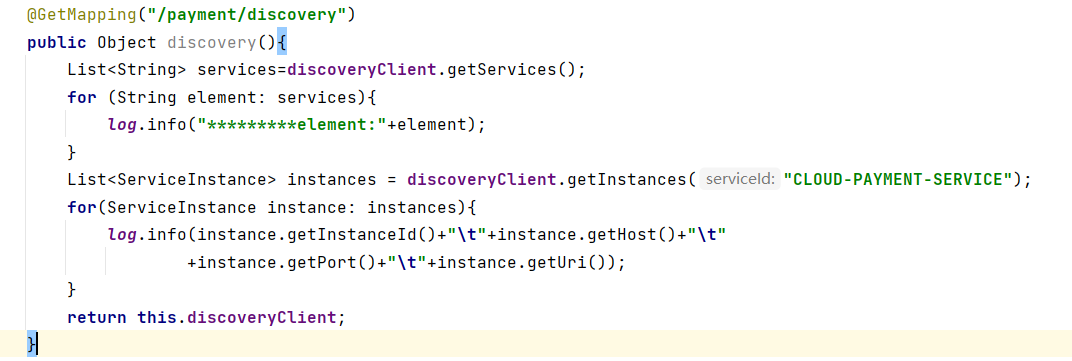 @GetMapping("/payment/discovery")
public Object discovery(){
    List<String> services=discoveryClient.getServices();
    for (String element: services){
        log.info("*********element:"+element);
    }
    List<ServiceInstance> instances = discoveryClient.getInstances( serviceId: "CLOUD-PAYMENT-SERVICE");
    for(ServiceInstance instance: instances){
        log.info(instance.getInstanceId()+"\t"+instance.getHost()+"\t"
                +instance.getPort()+"\t"+instance.getUri());
    }
    return this.discoveryClient;
}